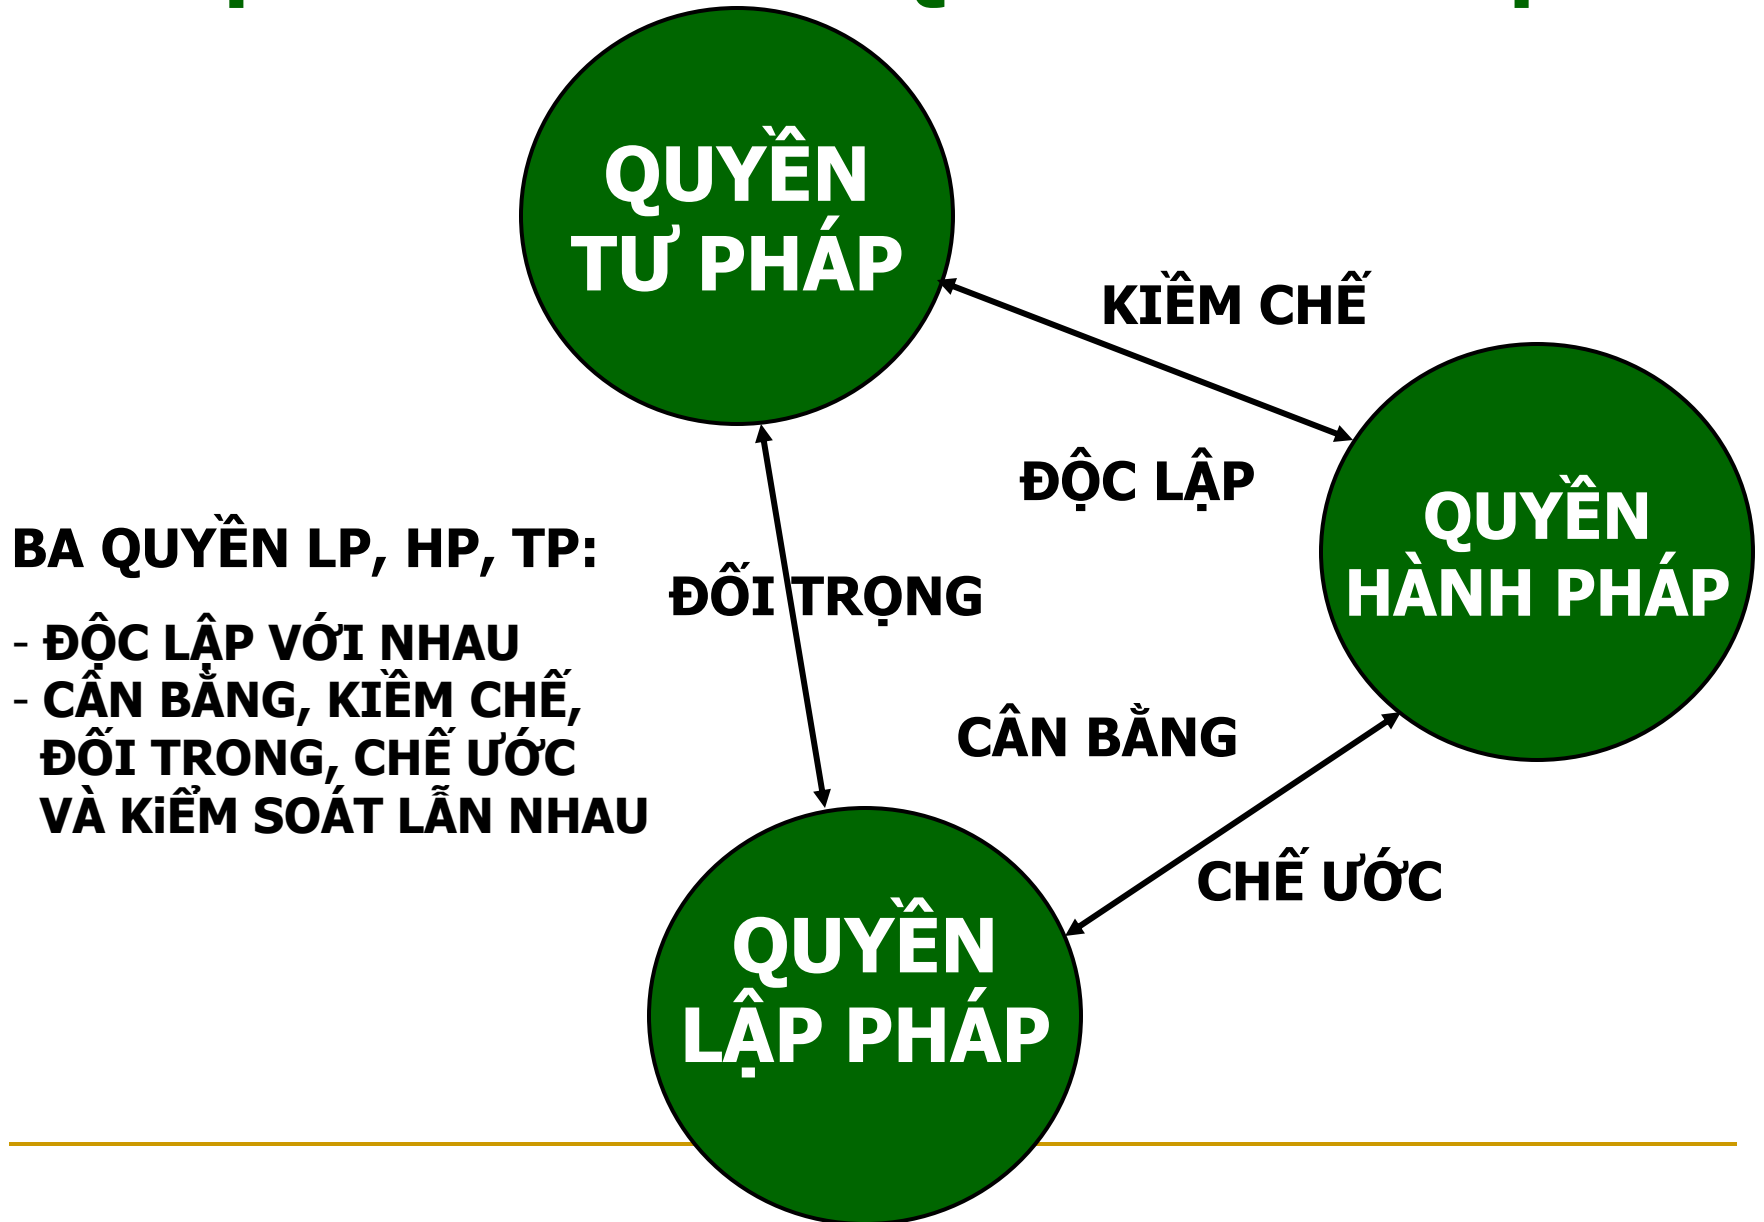 QUYỀN
TƯ PHÁP
KIỀM CHẾ
ĐỘC LẬP
QUYỀN
HÀNH PHÁP
BA QUYỀN LP, HP, TP:
ĐỐI TRỌNG
- ĐỘC LẬP VỚI NHAU
- CÂN BẰNG, KIỀM CHẾ,
ĐỐI TRONG, CHẾ ƯỚC
VÀ KiỂM SOÁT LẪN NHAU
CÂN BẰNG
CHẾ ƯỚC
QUYỀN
LẬP PHÁP